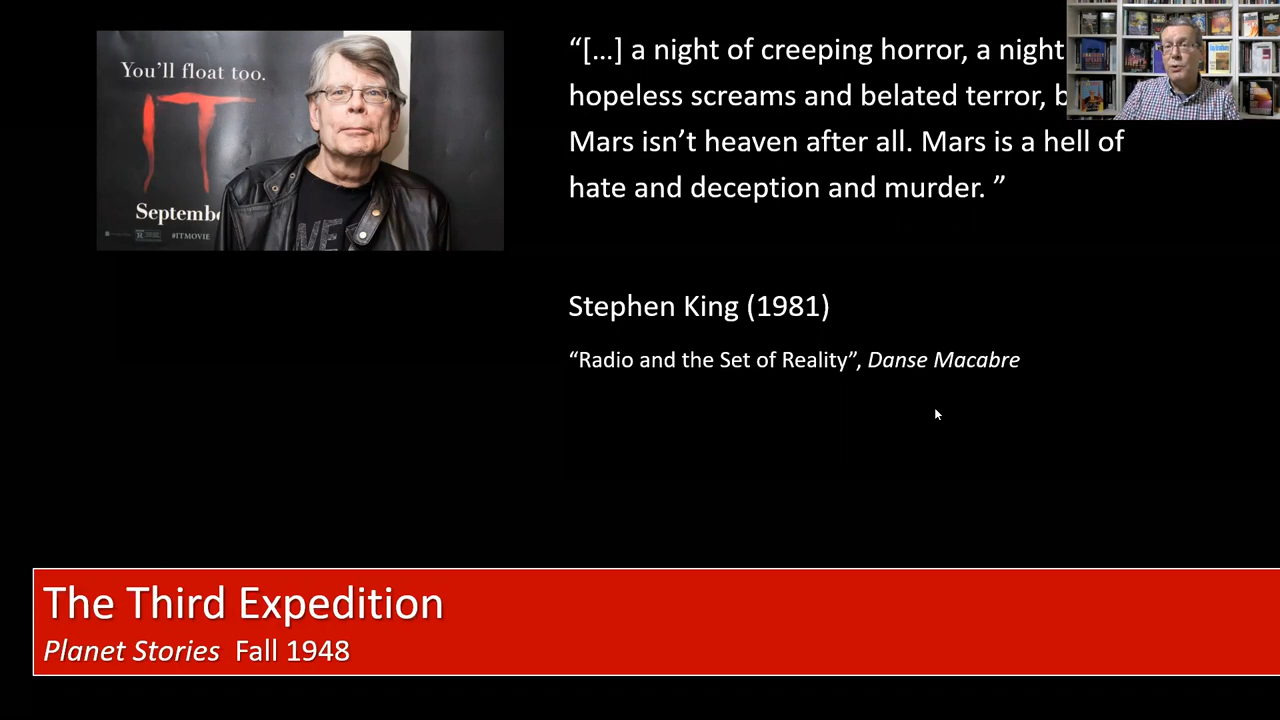 You'll float too.
IT
Septemb
#ITMOVIE
“[…] a night of creeping horror, a night
hopeless screams and belated terror, b
Mars isn’t heaven after all. Mars is a hell of
hate and deception and murder. ”
Stephen King (1981)
“Radio and the Set of Reality”, Danse Macabre
The Third Expedition
Planet Stories Fall 1948